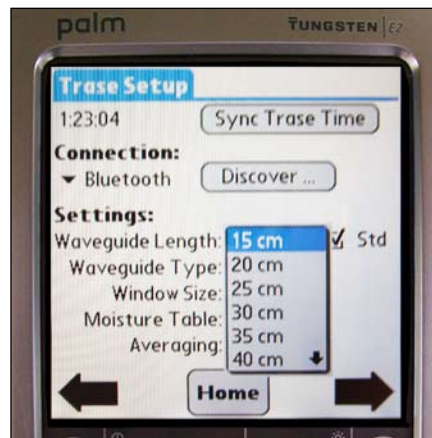 palm TUNGSTEN | E2
Trase Setup
1:23:04 Sync Trase Time
Connection:
Bluetooth Discover ...
Settings:
Waveguide Length: 15 cm Std
Waveguide Type: 20 cm
Window Size: 25 cm
Moisture Table: 30 cm
Averaging: 35 cm
40 cm
Home